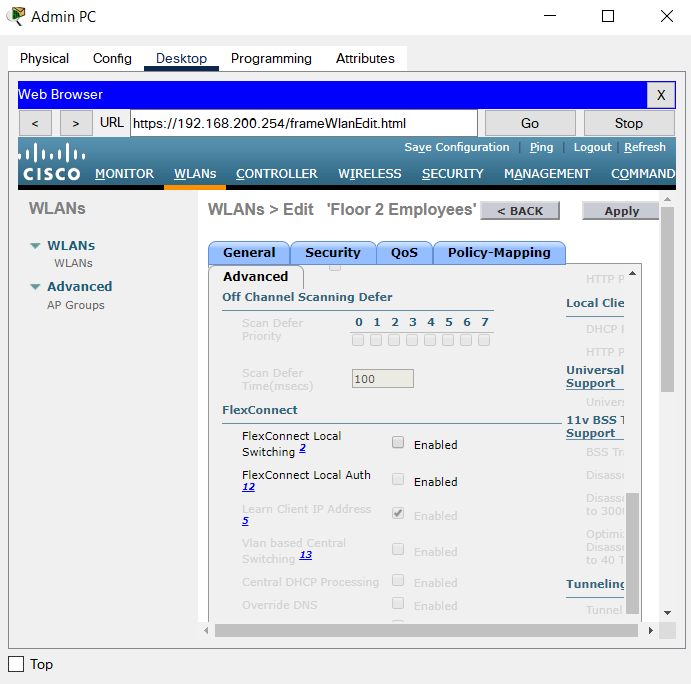 Admin PC
Physical Config Desktop Programming Attributes
Web Browser X
< > URL https://192.168.200.254/frameWlanEdit.html Go Stop
Save Configuration | Ping | Logout | Refresh
CISCO MONITOR WLANs CONTROLLER WIRELESS SECURITY MANAGEMENT COMMAND
WLANs
WLANs
WLANs
Advanced
AP Groups
WLANs > Edit 'Floor 2 Employees' < BACK Apply
General Security QoS Policy-Mapping
Advanced
Off Channel Scanning Defer
Scan Defer
Priority
0 1 2 3 4 5 6 7
Scan Defer
Time(msecs)
100
FlexConnect
FlexConnect Local
Switching 2
Enabled
FlexConnect Local Auth
12
Enabled
Learn Client IP Address
5
Enabled
Vlan based Central
Switching 13
Enabled
Central DHCP Processing Enabled
Override DNS Enabled
HTTP P
Local Clie
DHCP P
HTTP P
Universal
Support
Univers
11v BSS T
Support
BSS Tra
Disasso
Disasso
to 3000
Optimi
Disasso
to 40 T
Tunneling
Tunnel
Top